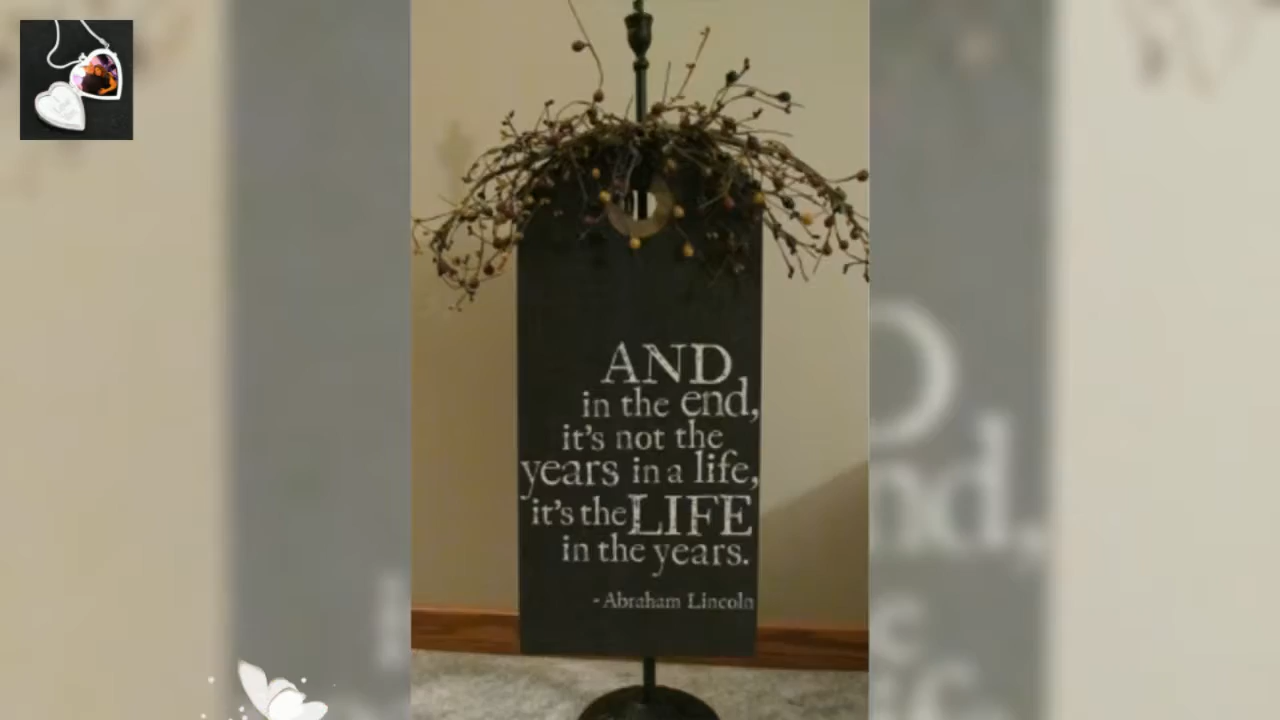 AND
in the end,
it's not the
years in a life,
it's the LIFE
in the years.
- Abraham Lincoln